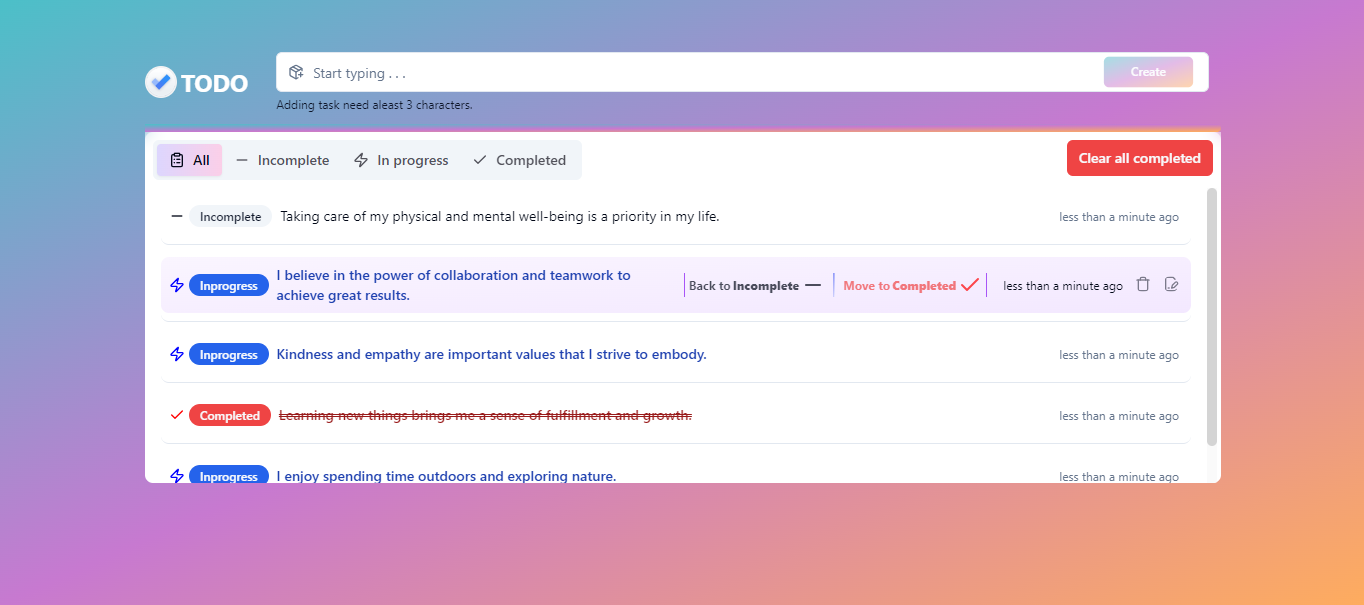 TODO
Start typing . . .
Create
Adding task need aleast 3 characters.
All
Incomplete
In progress
Completed
Clear all completed
Incomplete Taking care of my physical and mental well-being is a priority in my life. less than a minute ago
Inprogress I believe in the power of collaboration and teamwork to
achieve great results.
Back to Incomplete
Move to Completed
less than a minute ago
Inprogress Kindness and empathy are important values that I strive to embody. less than a minute ago
Completed Learning new things brings me a sense of fulfillment and growth. less than a minute ago
Inprogress I enjoy spending time outdoors and exploring nature. less than a minute ago